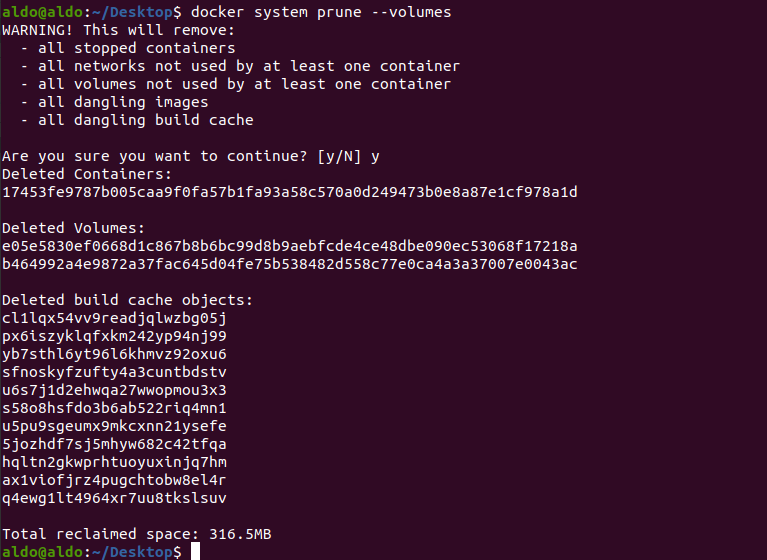 aldo@aldo:~/Desktop$ docker system prune --volumes
WARNING! This will remove:
  - all stopped containers
  - all networks not used by at least one container
  - all volumes not used by at least one container
  - all dangling images
  - all dangling build cache

Are you sure you want to continue? [y/N] y
Deleted Containers:
17453fe9787b005caa9f0fa57b1fa93a58c570a0d249473b0e8a87e1cf978a1d

Deleted Volumes:
e05e5830ef0668d1c867b8b6bc99d8b9aebfcde4ce48dbe090ec53068f17218a
b464992a4e9872a37fac645d04fe75b538482d558c77e0ca4a3a37007e0043ac

Deleted build cache objects:
cl1lqx54vv9readjqlwzbg05j
px6iszyklqfxkm242yp94nj99
yb7sthl6yt96l6khmvz92oxu6
sfnoskyfzufty4a3cuntbdstv
u6s7j1d2ehwqa27wwopmou3x3
s58o8hsfdo3b6ab522riq4mn1
u5pu9sgeumx9mkcxnn21ysefe
5jozhdf7sj5mhyw682c42tfqa
hqltn2gkwprhtuoyuxinjq7hm
ax1viofjrz4pugchtobw8el4r
q4ewg1lt4964xr7uu8tkslsuv

Total reclaimed space: 316.5MB
aldo@aldo:~/Desktop$